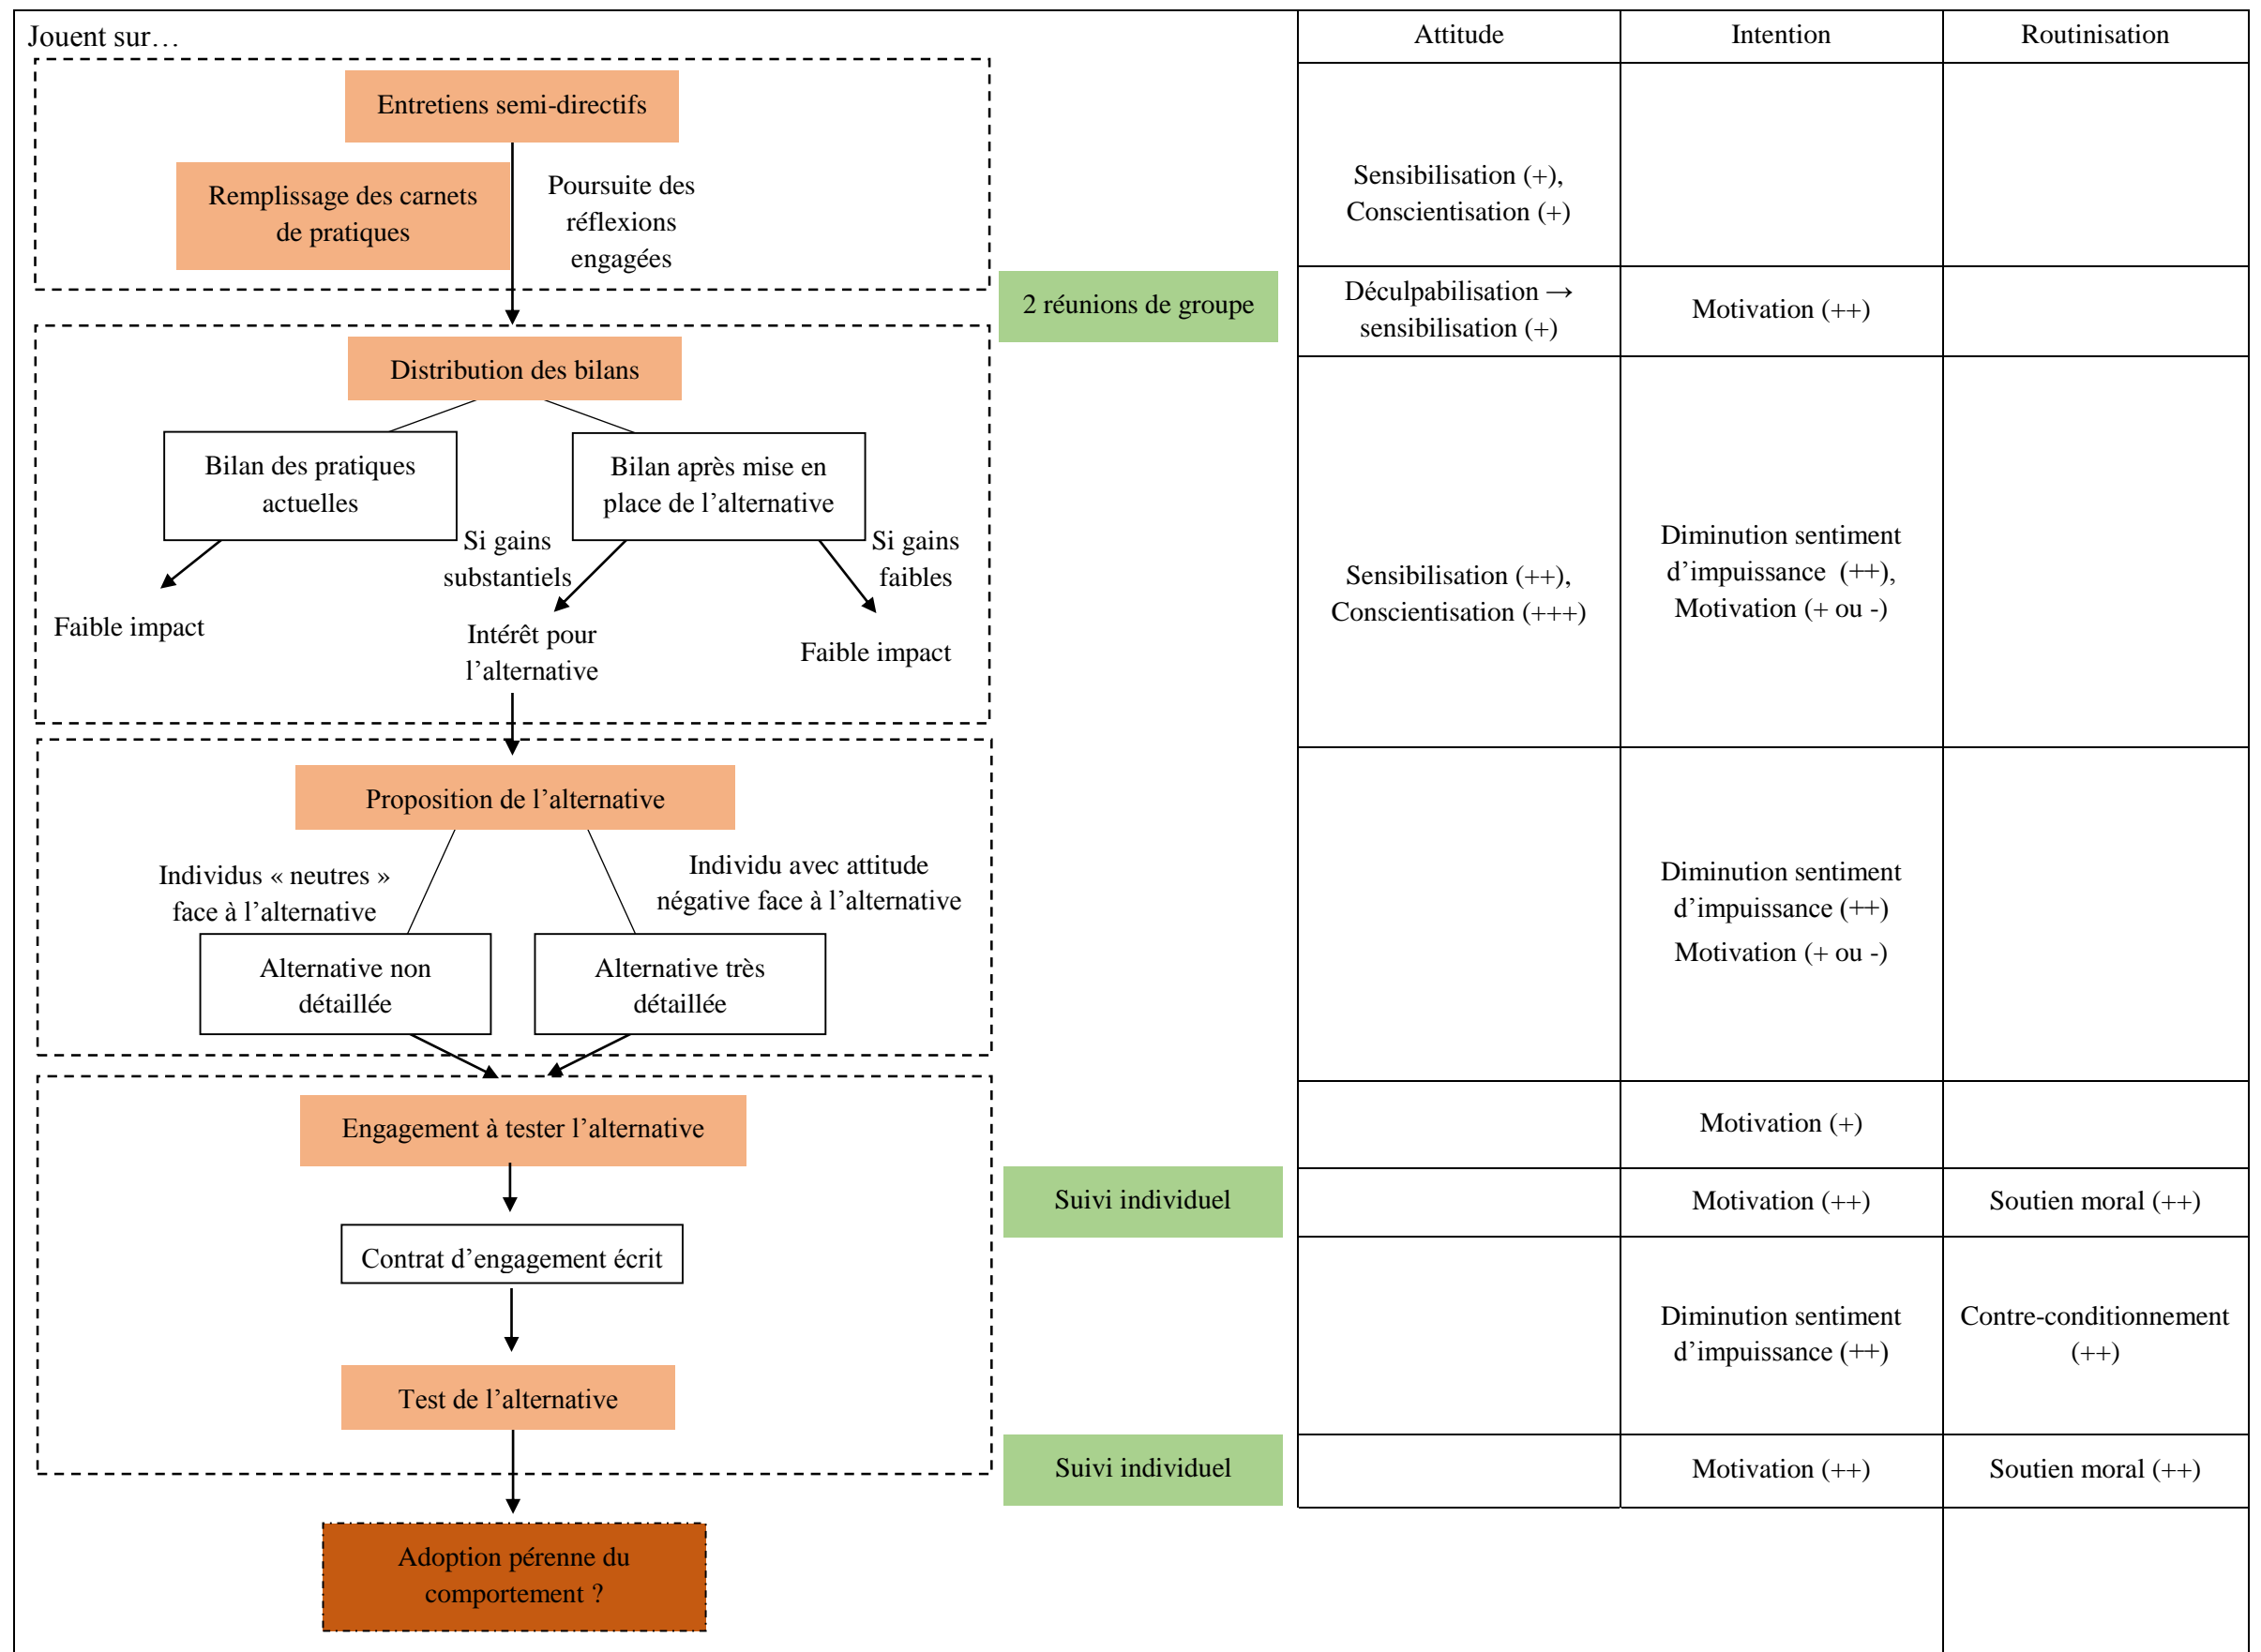 Jouent sur…
Attitude
Intention
Routinisation
Entretiens semi-directifs
Remplissage des carnets
de pratiques
Poursuite des
réflexions
engagées
Sensibilisation (+),
Conscientisation (+)
2 réunions de groupe
Déculpabilisation →
sensibilisation (+)
Motivation (++)
Distribution des bilans
Bilan des pratiques
actuelles
Bilan après mise en
place de l’alternative
Si gains
substantiels
Si gains
faibles
Faible impact
Intérêt pour
l’alternative
Faible impact
Sensibilisation (++),
Conscientisation (+++)
Diminution sentiment
d’impuissance (++),
Motivation (+ ou -)
Proposition de l’alternative
Individus « neutres »
face à l’alternative
Individu avec attitude
négative face à l’alternative
Alternative non
détaillée
Alternative très
détaillée
Diminution sentiment
d’impuissance (++)
Motivation (+ ou -)
Engagement à tester l’alternative
Motivation (+)
Suivi individuel
Motivation (++)
Soutien moral (++)
Contrat d’engagement écrit
Diminution sentiment
d’impuissance (++)
Contre-conditionnement
(++)
Test de l’alternative
Suivi individuel
Motivation (++)
Soutien moral (++)
Adoption pérenne du
comportement ?